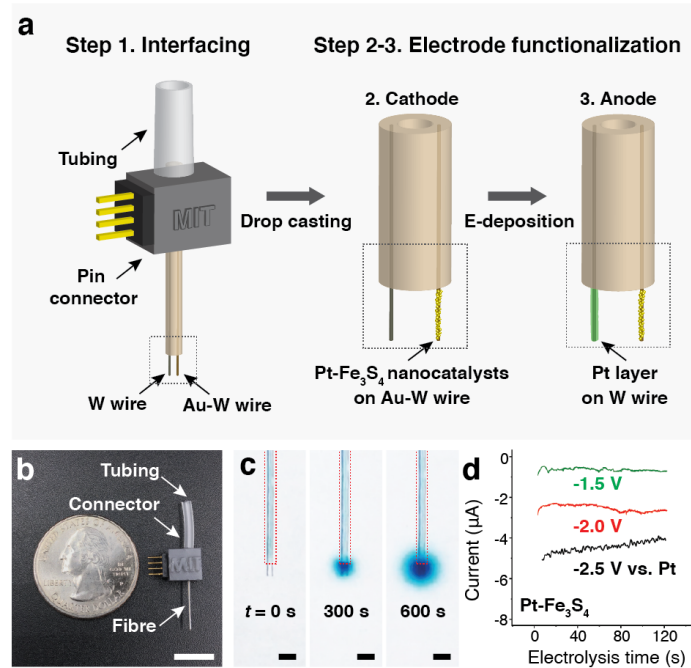 a
Step 1. Interfacing
Step 2-3. Electrode functionalization
Tubing
MIT
Pin
connector
W wire
Au-W wire
Drop casting
2. Cathode
E-deposition
3. Anode
Pt-Fe₃S₄ nanocatalysts
on Au-W wire
Pt layer
on W wire
b
Tubing
Connector
LIBERTY
MIT
Fibre
c
t = 0 s
300 s
600 s
d
0
-2
-4
-6
-8
Current (µA)
-1.5 V
-2.0 V
-2.5 V vs. Pt
Pt-Fe₃S₄
0
40
80
120
Electrolysis time (s)